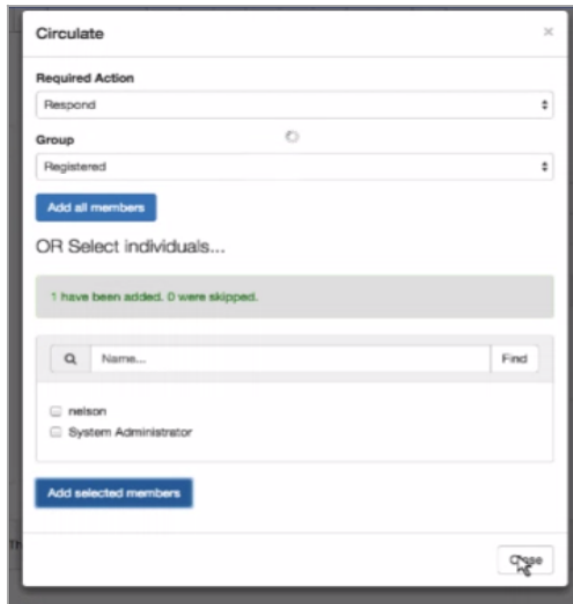 Circulate ×
Required Action
Respond
Group
Registered
Add all members
OR Select individuals...
1 have been added. 0 were skipped.
Name... Find
nelson
System Administrator
Add selected members
Close
Th